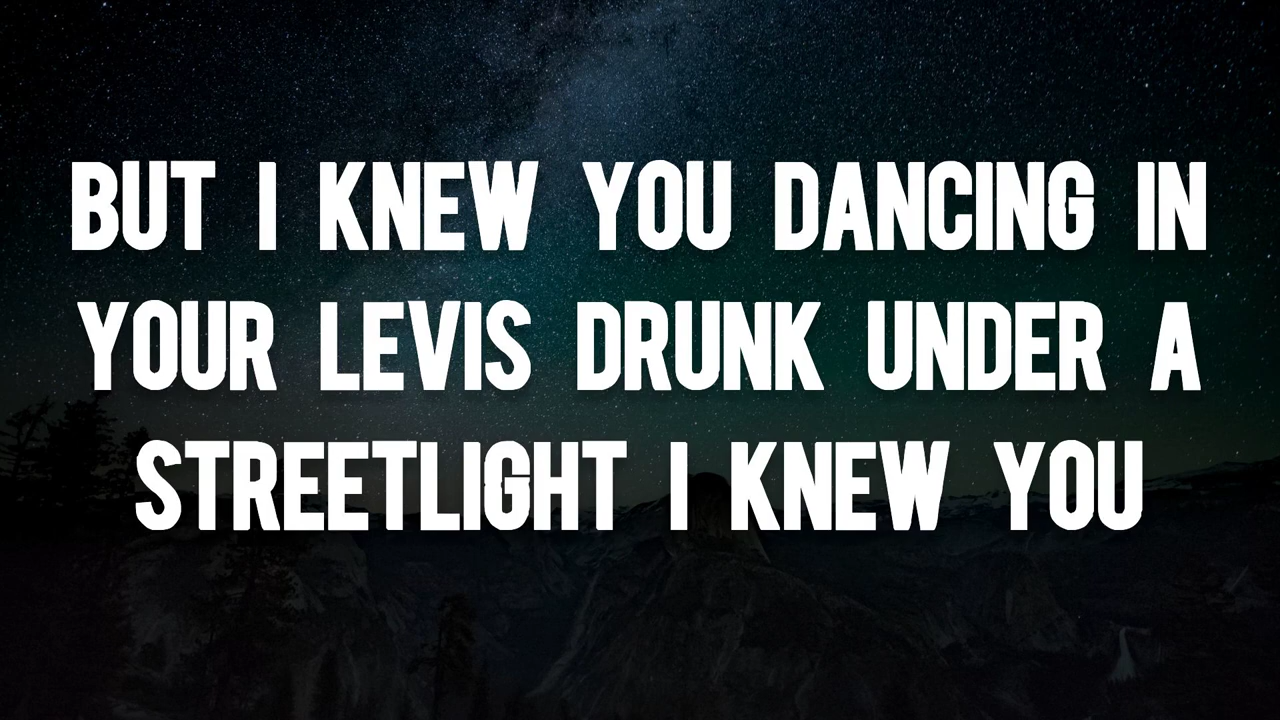 BUT I KNEW YOU DANCING IN
YOUR LEVIS DRUNK UNDER A
STREETLIGHT I KNEW YOU